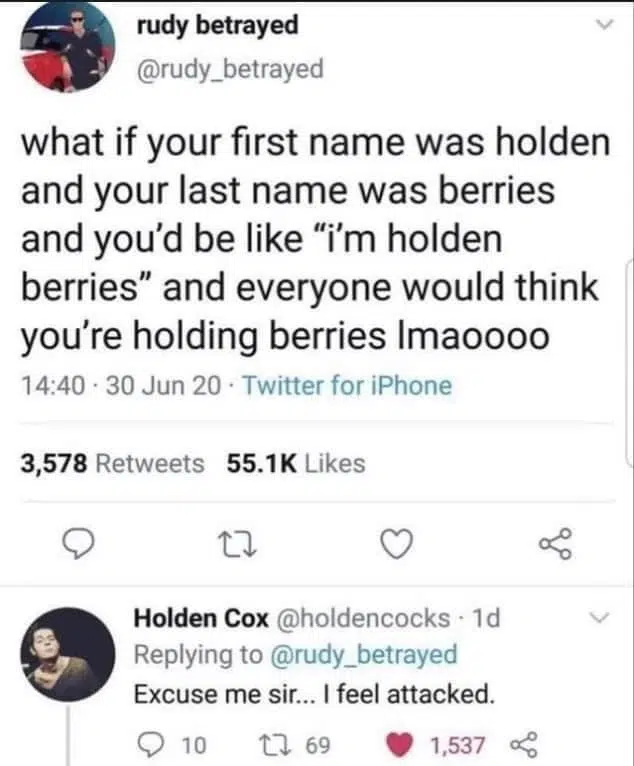 rudy betrayed
@rudy_betrayed
what if your first name was holden
and your last name was berries
and you’d be like “i’m holden
berries” and everyone would think
you’re holding berries lmaoooo
14:40 · 30 Jun 20 · Twitter for iPhone
3,578 Retweets 55.1K Likes
Holden Cox @holdencocks · 1d
Replying to @rudy_betrayed
Excuse me sir... I feel attacked.
10 69 1,537